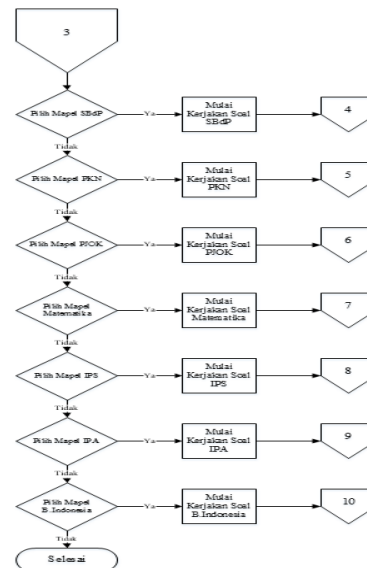 3
Pilih Mapel SBdP
Ya
Mulai
Kerjakan Soal
SBdP
4
Tidak
Pilih Mapel PKN
Ya
Mulai
Kerjakan Soal
PKN
5
Tidak
Pilih Mapel PJOK
Ya
Mulai
Kerjakan Soal
PJOK
6
Tidak
Pilih Mapel
Matematika
Ya
Mulai
Kerjakan Soal
Matematika
7
Tidak
Pilih Mapel IPS
Ya
Mulai
Kerjakan Soal
IPS
8
Tidak
Pilih Mapel IPA
Ya
Mulai
Kerjakan Soal
IPA
9
Tidak
Pilih Mapel
B.Indonesia
Ya
Mulai
Kerjakan Soal
B.Indonesia
10
Tidak
Selesai